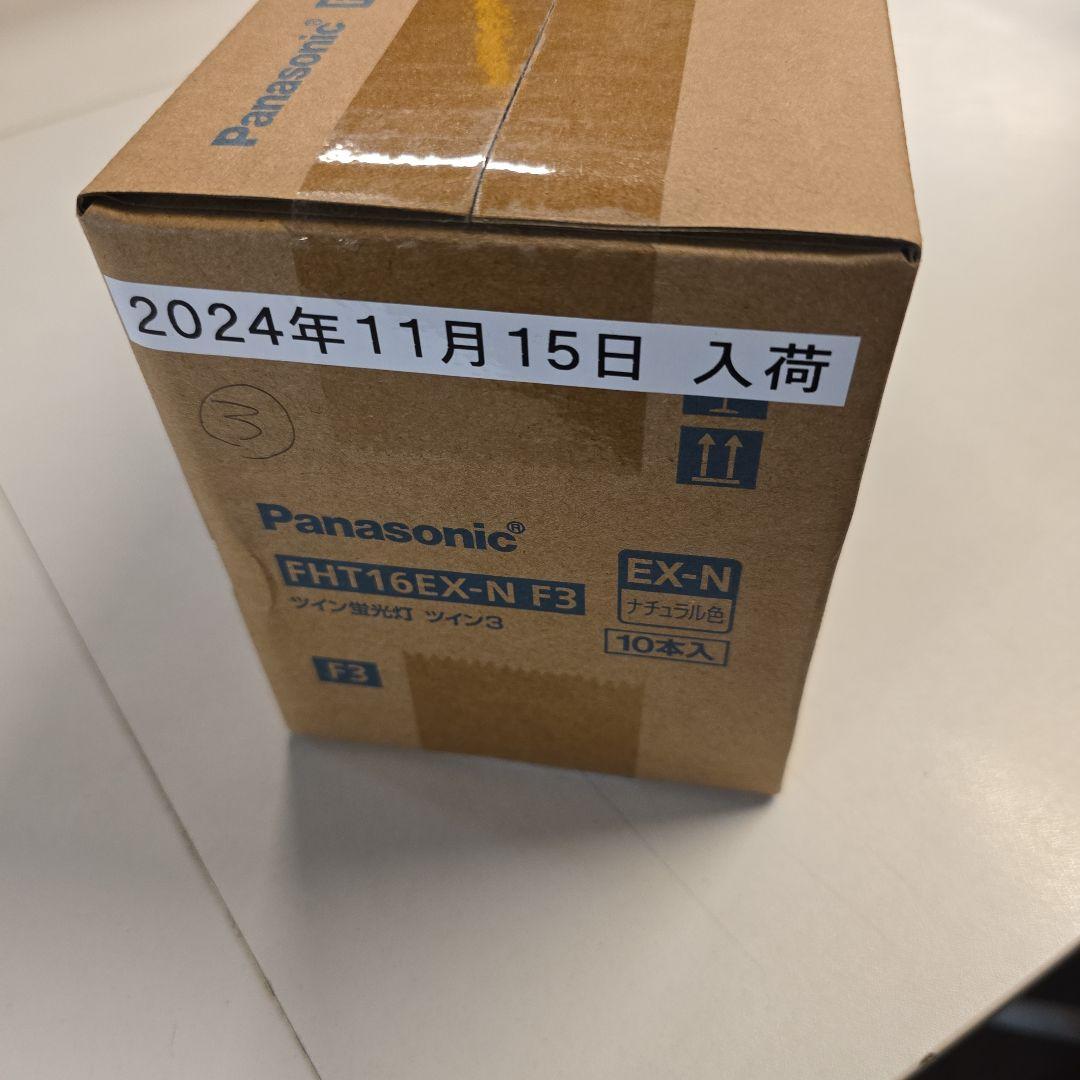 Panasonic®
2024年11月15日 入荷
3
Panasonic®
FHT16EX-N F3
ツイン蛍光灯 ツイン3
EX-N
ナチュラル色
10本入
F3